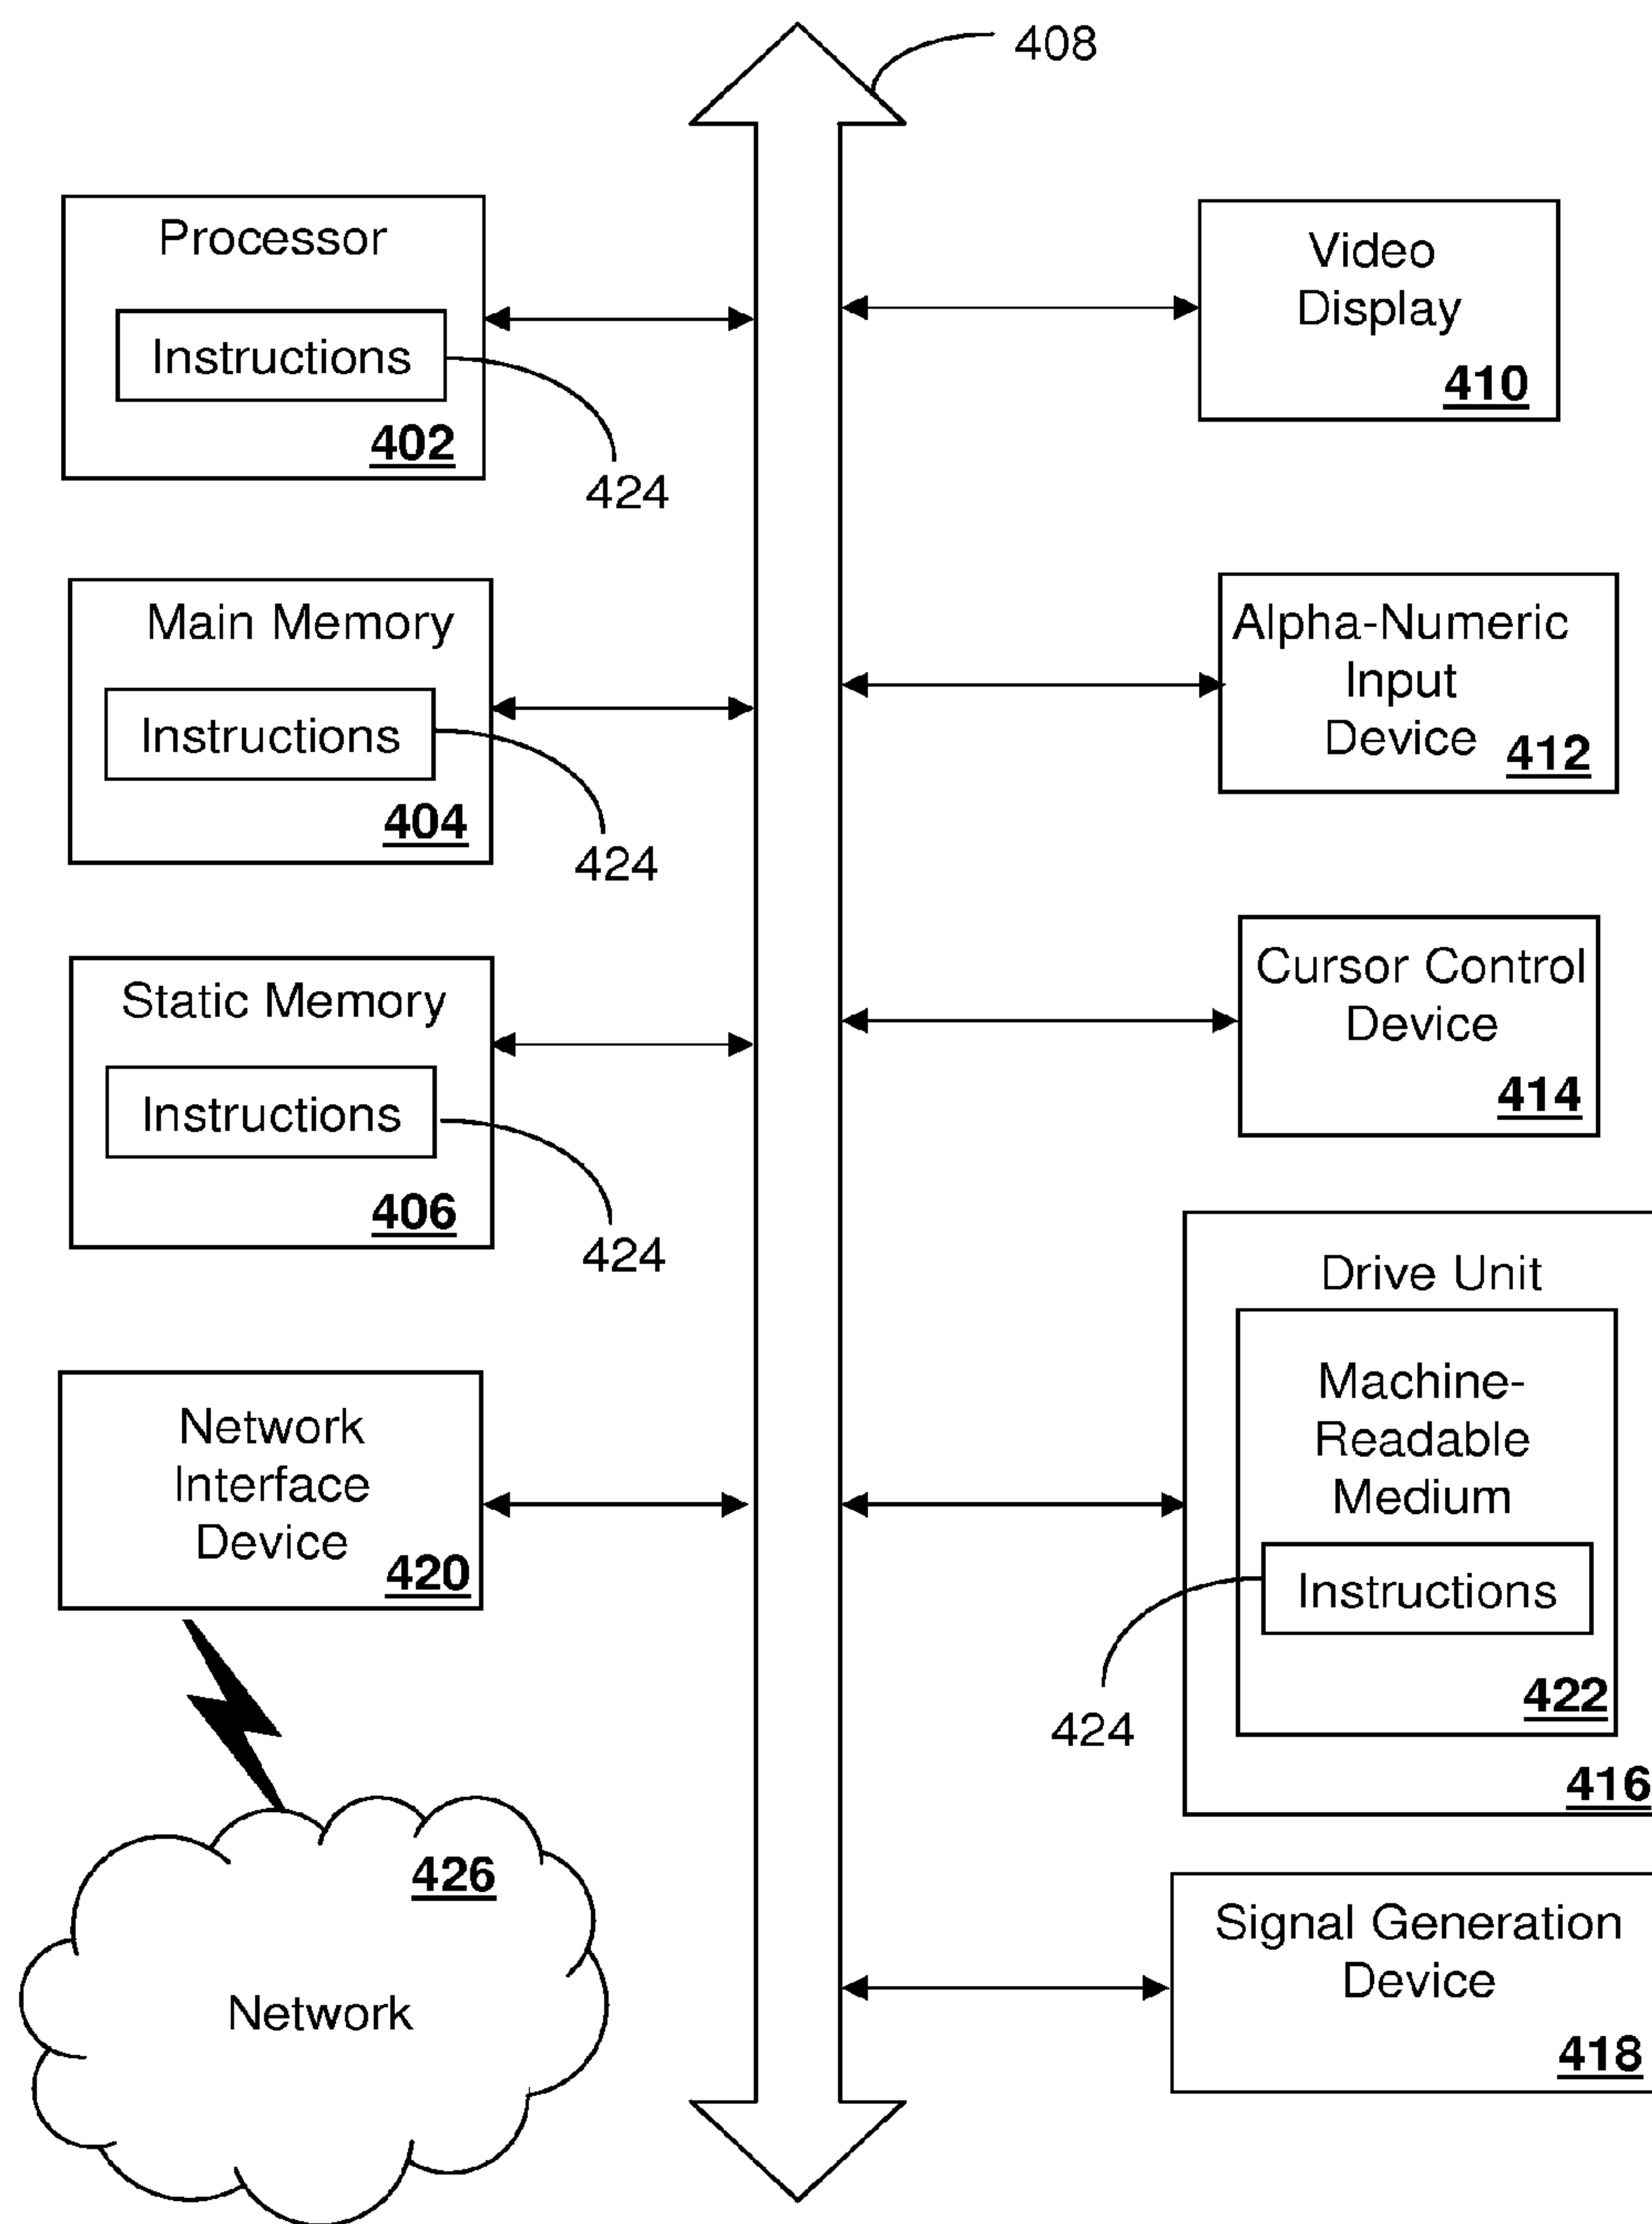 408
Processor
Instructions
402
424
Main Memory
Instructions
404
424
Static Memory
Instructions
406
424
Network
Interface
Device
420
426
Network
Video
Display
410
Alpha-Numeric
Input
Device
412
Cursor Control
Device
414
Drive Unit
Machine-
Readable
Medium
Instructions
422
424
416
Signal Generation
Device
418